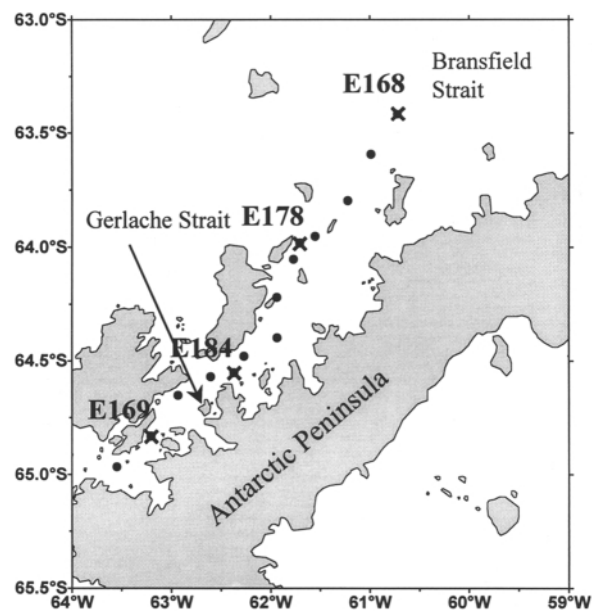 63.0°S
Bransfield
Strait
E168
63.5°S
E178
Gerlache Strait
64.0°S
E184
64.5°S
E169
Antarctic Peninsula
65.0°S
65.5°S
64°W
63°W
62°W
61°W
60°W
59°W